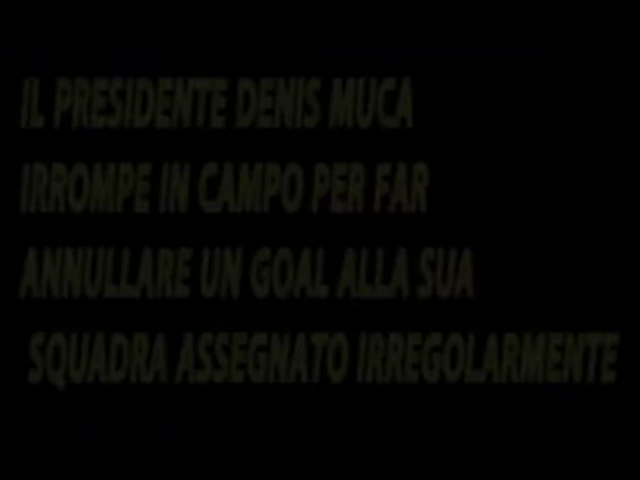 IL PRESIDENTE DENIS MUCA
IRROMPE IN CAMPO PER FAR
ANNULLARE UN GOAL ALLA SUA
SQUADRA ASSEGNATO IRREGOLARMENTE